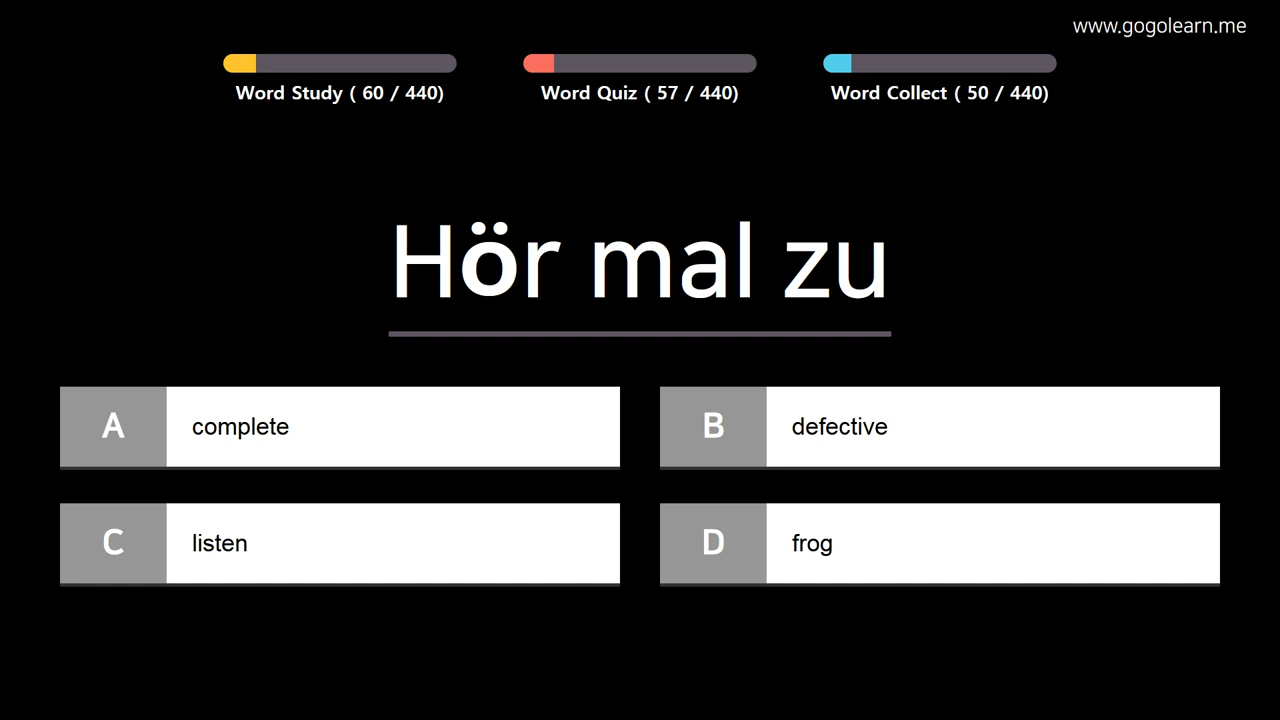 www.gogolearn.me
Word Study ( 60 / 440)
Word Quiz ( 57 / 440)
Word Collect ( 50 / 440)
Hör mal zu
A complete
B defective
C listen
D frog